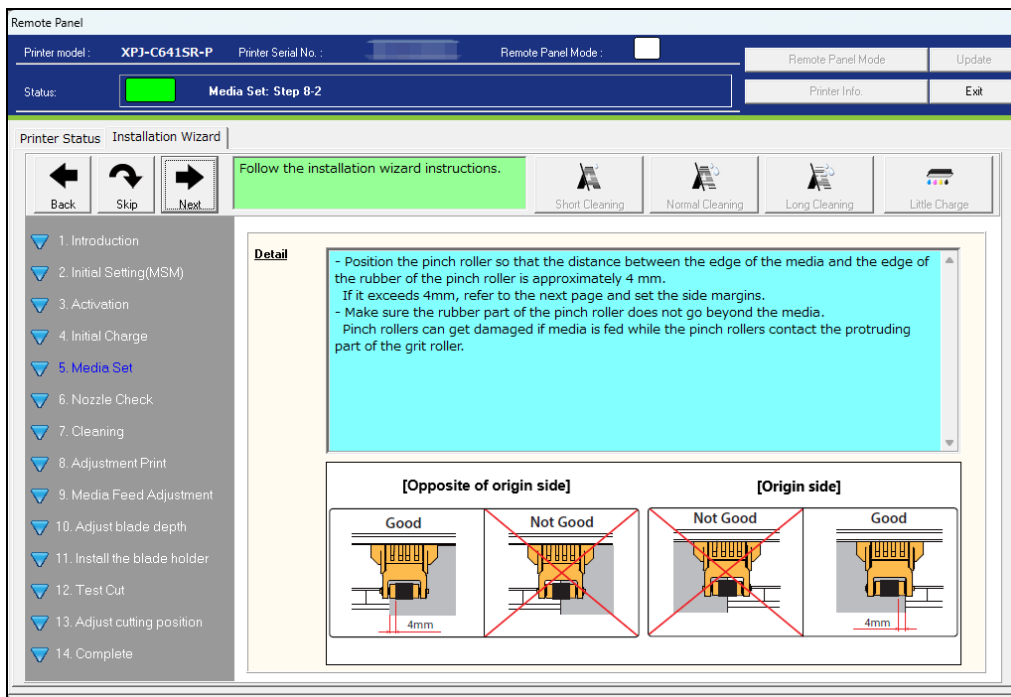 Remote Panel
Printer model : XPJ-C641SR-P Printer Serial No. : Remote Panel Mode :
Remote Panel Mode Update
Status: Media Set: Step 8-2
Printer Info. Exit
Printer Status Installation Wizard
Back Skip Next
Follow the installation wizard instructions.
Short Cleaning Normal Cleaning Long Cleaning Little Charge
1. Introduction
2. Initial Setting(MSM)
3. Activation
4. Initial Charge
5. Media Set
6. Nozzle Check
7. Cleaning
8. Adjustment Print
9. Media Feed Adjustment
10. Adjust blade depth
11. Install the blade holder
12. Test Cut
13. Adjust cutting position
14. Complete
Detail
- Position the pinch roller so that the distance between the edge of the media and the edge of
the rubber of the pinch roller is approximately 4 mm.
If it exceeds 4mm, refer to the next page and set the side margins.
- Make sure the rubber part of the pinch roller does not go beyond the media.
Pinch rollers can get damaged if media is fed while the pinch rollers contact the protruding
part of the grit roller.
[Opposite of origin side] [Origin side]
Good Not Good Not Good Good
4mm 4mm